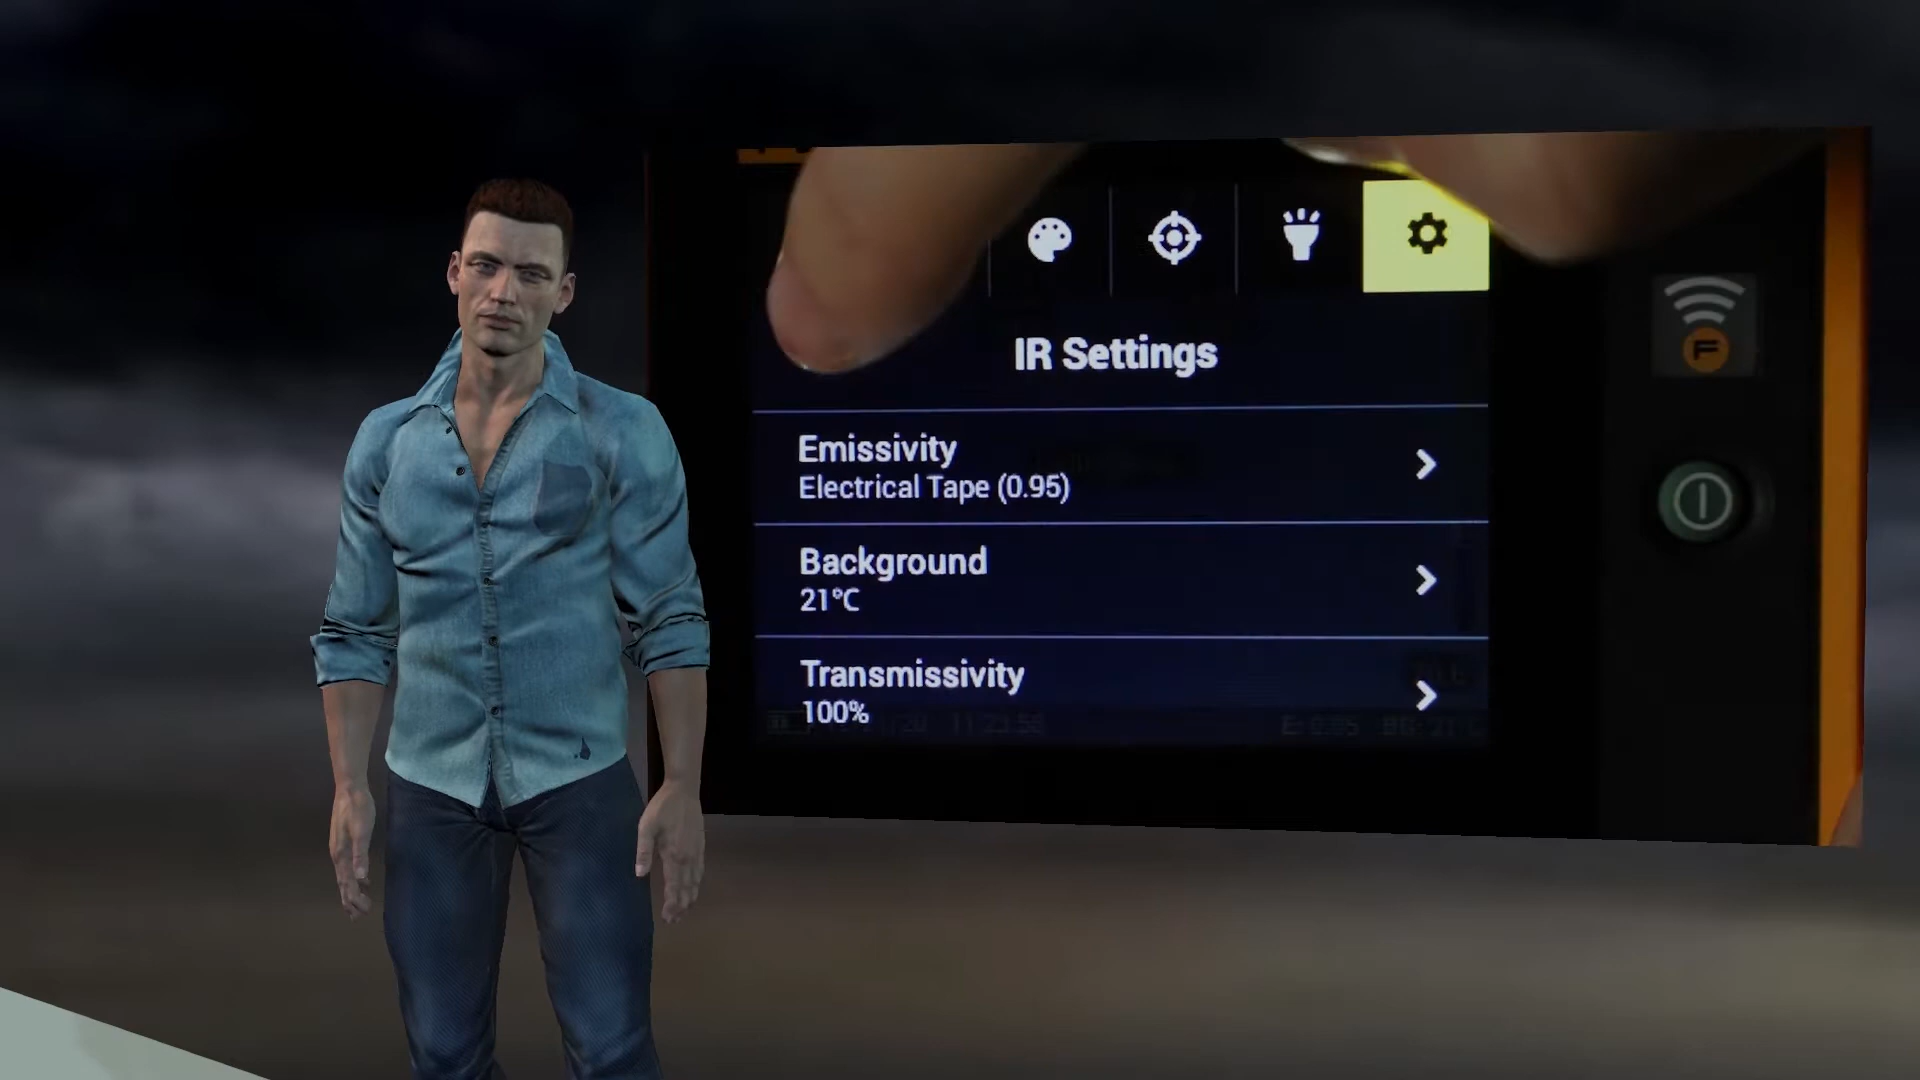 IR Settings
Emissivity
Electrical Tape (0.95)
Background
21°C
Transmissivity
100%
F